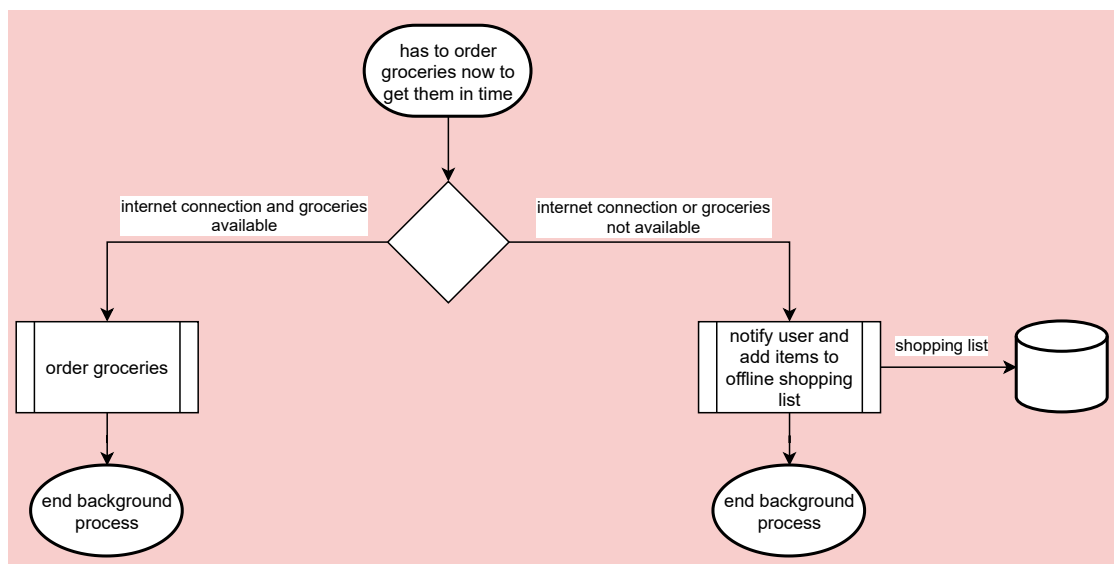 has to order
groceries now to
get them in time
internet connection and groceries
available
internet connection or groceries
not available
order groceries
notify user and
add items to
offline shopping
list
shopping list
end background
process
end background
process